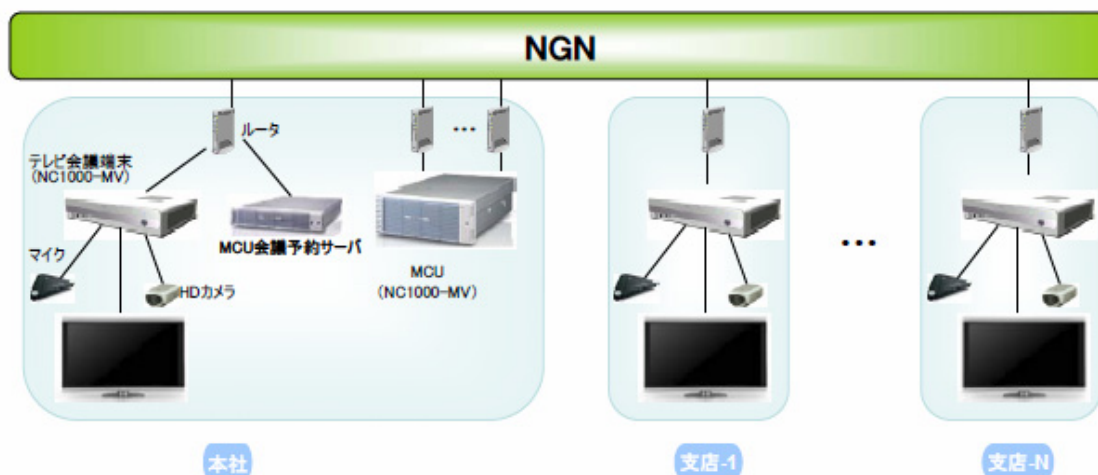 NGN
ルータ
…
テレビ会議端末
(NC1000-MV)
MCU会議予約サーバ
マイク
HDカメラ
MCU
(NC1000-MV)
…
本社
支店-1
支店-N